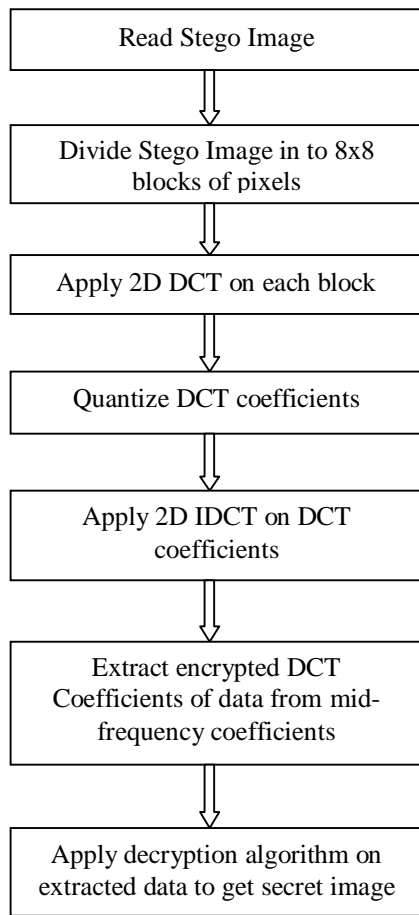 Read Stego Image
Divide Stego Image in to 8x8
blocks of pixels
Apply 2D DCT on each block
Quantize DCT coefficients
Apply 2D IDCT on DCT
coefficients
Extract encrypted DCT
Coefficients of data from mid-
frequency coefficients
Apply decryption algorithm on
extracted data to get secret image